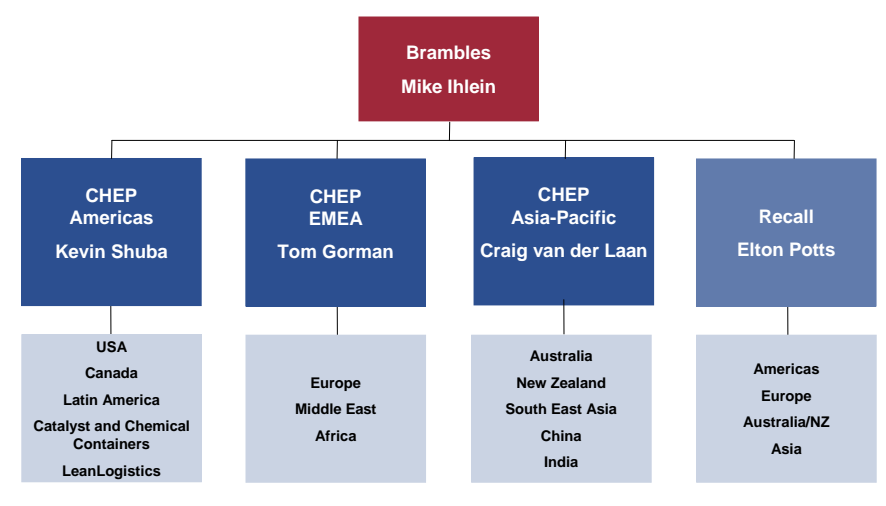 Brambles
Mike Ihlein
CHEP
Americas
Kevin Shuba
CHEP
EMEA
Tom Gorman
CHEP
Asia-Pacific
Craig van der Laan
Recall
Elton Potts
USA
Canada
Latin America
Catalyst and Chemical
Containers
LeanLogistics
Europe
Middle East
Africa
Australia
New Zealand
South East Asia
China
India
Americas
Europe
Australia/NZ
Asia